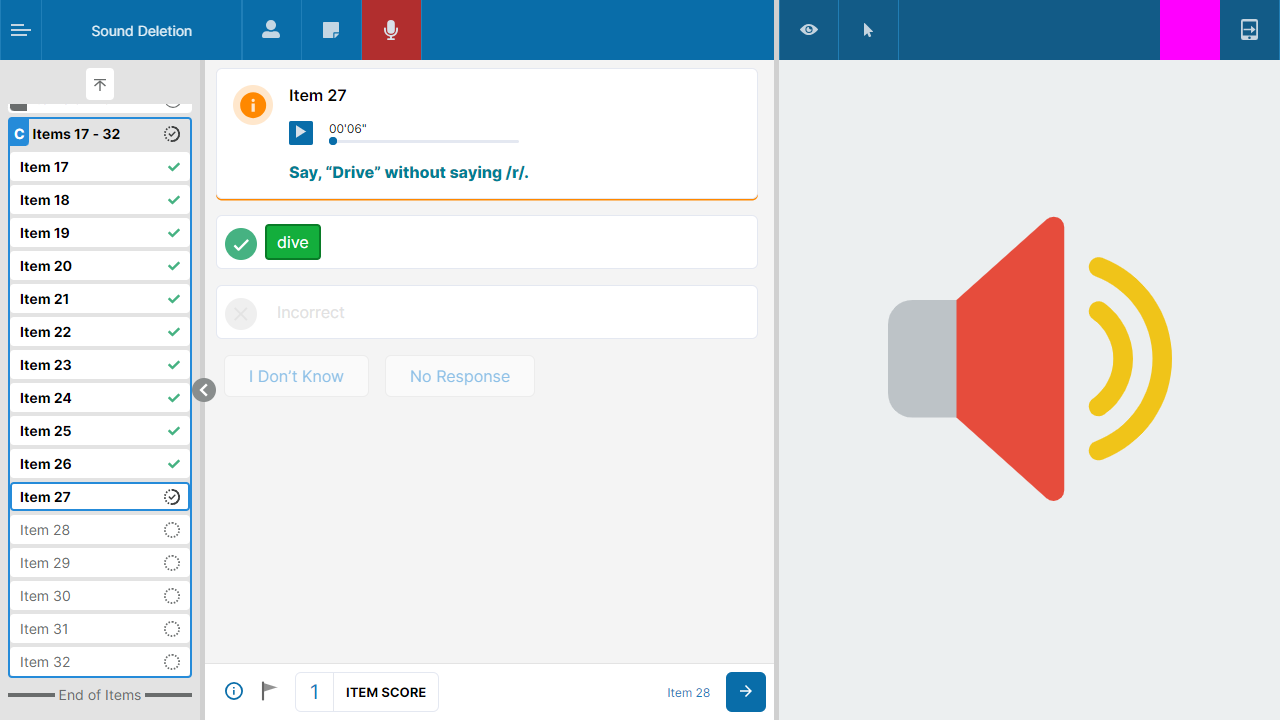 Sound Deletion
C Items 17 - 32
Item 17
Item 18
Item 19
Item 20
Item 21
Item 22
Item 23
Item 24
Item 25
Item 26
Item 27
Item 28
Item 29
Item 30
Item 31
Item 32
End of Items
Item 27
00'06"
Say, “Drive” without saying /r/.
dive
Incorrect
I Don’t Know
No Response
1 ITEM SCORE
Item 28